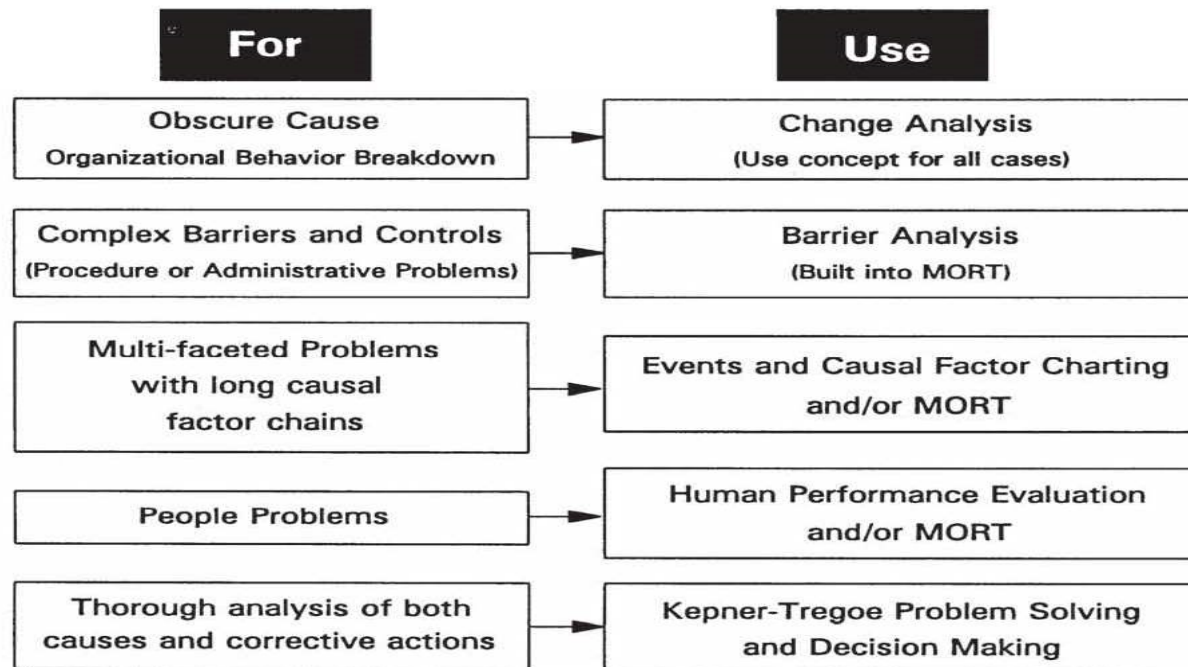 For
Use
Obscure Cause
Organizational Behavior Breakdown
Change Analysis
(Use concept for all cases)
Complex Barriers and Controls
(Procedure or Administrative Problems)
Barrier Analysis
(Built into MORT)
Multi-faceted Problems
with long causal
factor chains
Events and Causal Factor Charting
and/or MORT
People Problems
Human Performance Evaluation
and/or MORT
Thorough analysis of both
causes and corrective actions
Kepner-Tregoe Problem Solving
and Decision Making